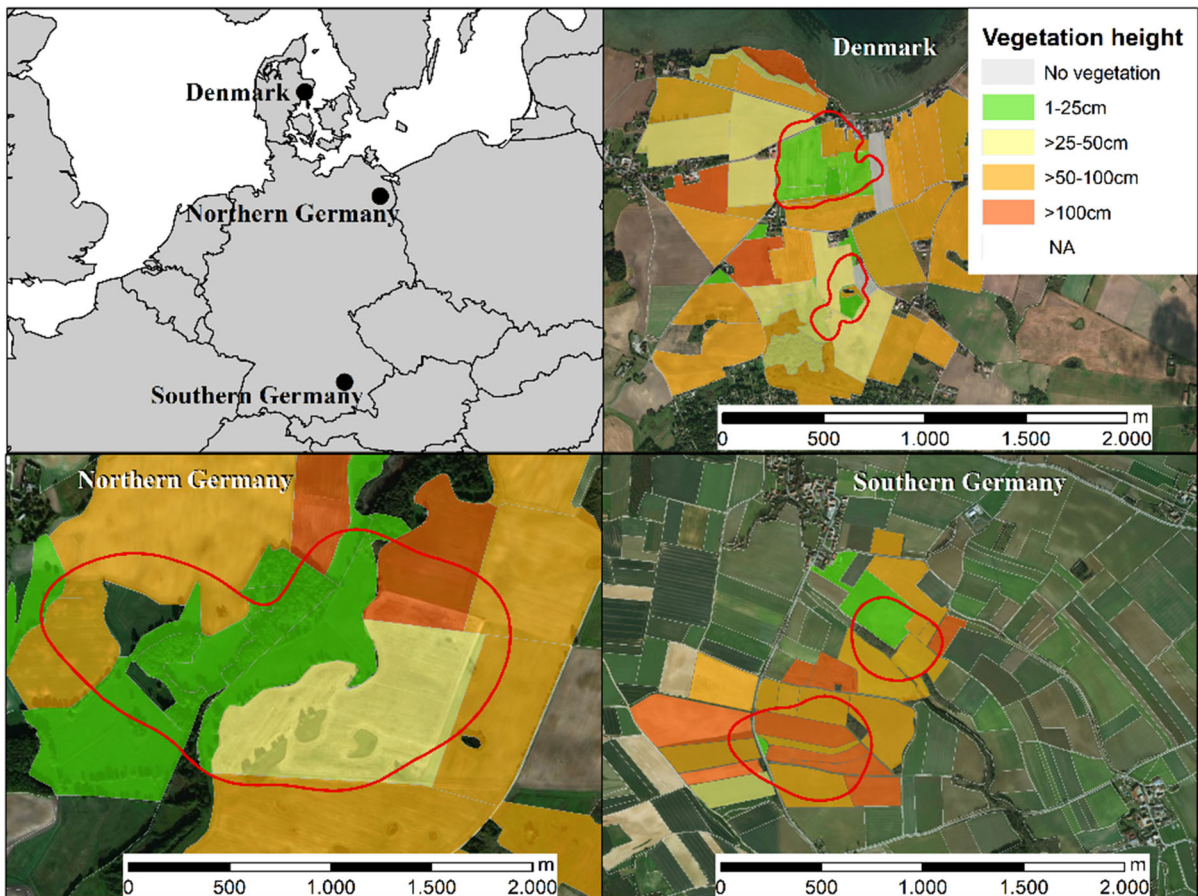 Denmark
Northern Germany
Southern Germany
Denmark
Vegetation height
No vegetation
1-25cm
>25-50cm
>50-100cm
>100cm
NA
m
0 500 1.000 1.500 2.000
Northern Germany
m
0 500 1.000 1.500 2.000
Southern Germany
m
0 500 1.000 1.500 2.000